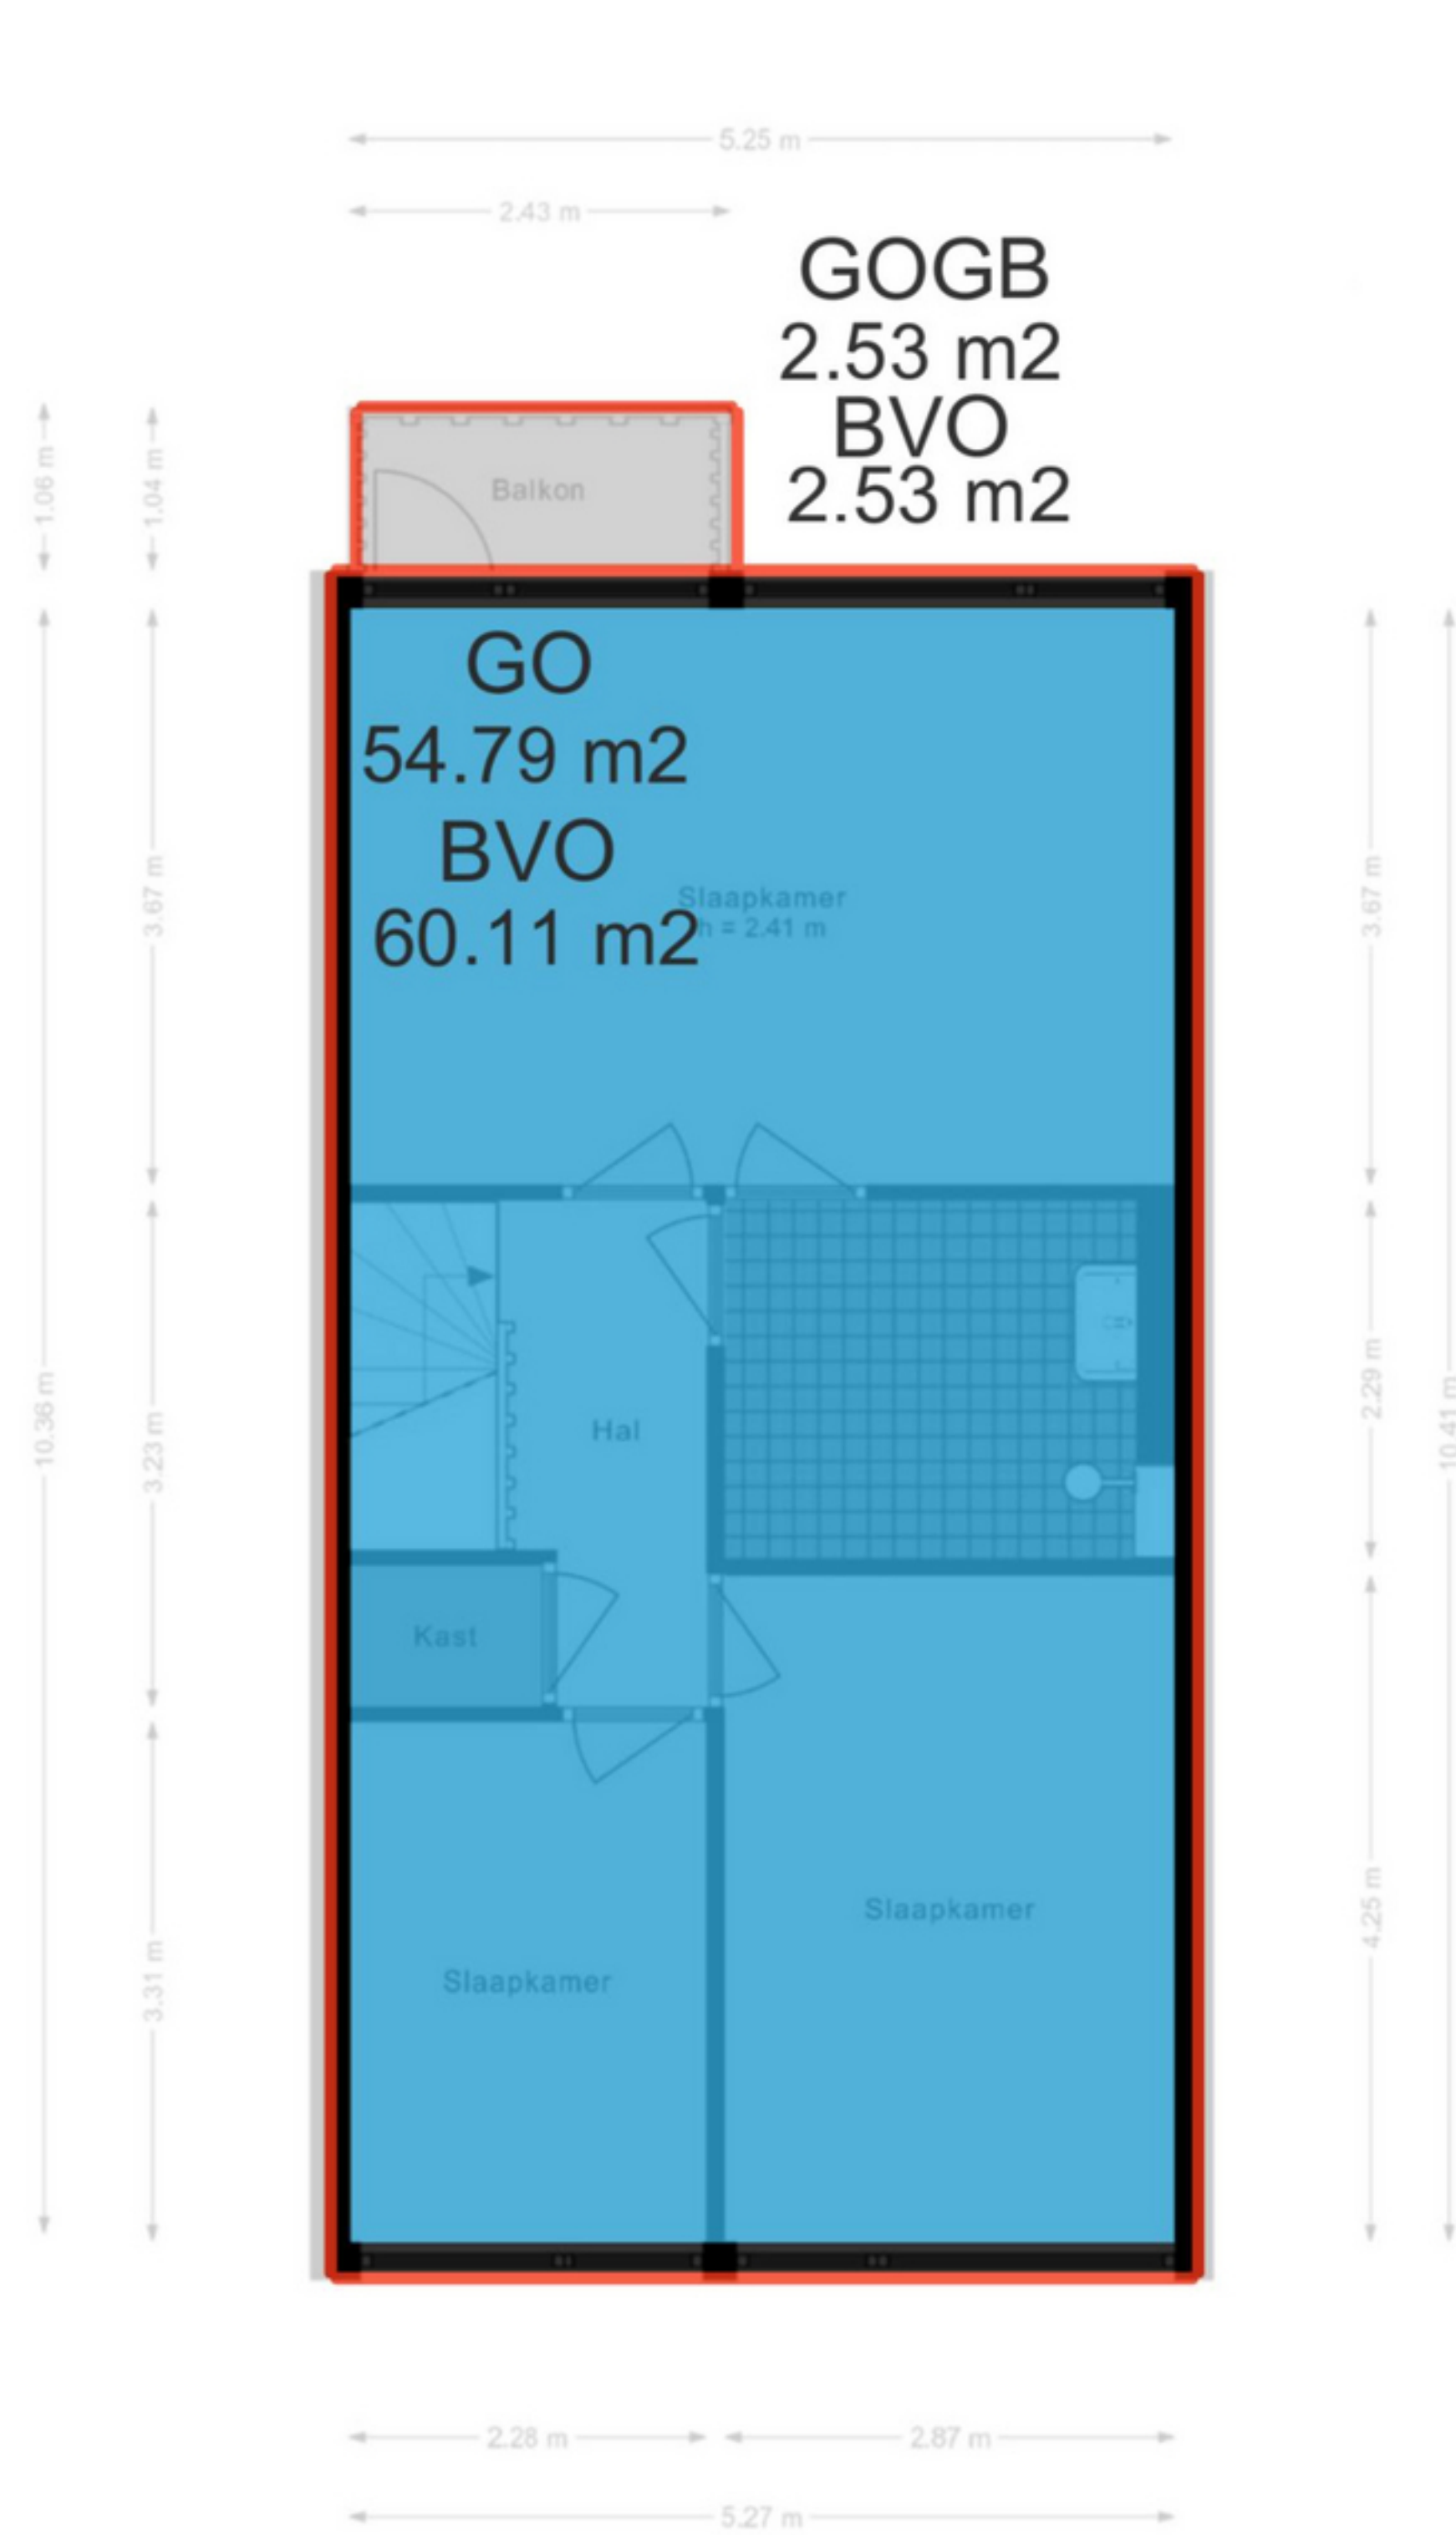 5.25 m
2.43 m
GOGB
2.53 m2
BVO
2.53 m2
1.06 m
1.04 m
Balkon
GO
54.79 m2
BVO
60.11 m2
Slaapkamer
h = 2.41 m
3.67 m
3.67 m
10.36 m
3.23 m
Hal
2.29 m
10.41 m
Kast
Slaapkamer
4.25 m
Slaapkamer
3.31 m
2.28 m
2.87 m
5.27 m